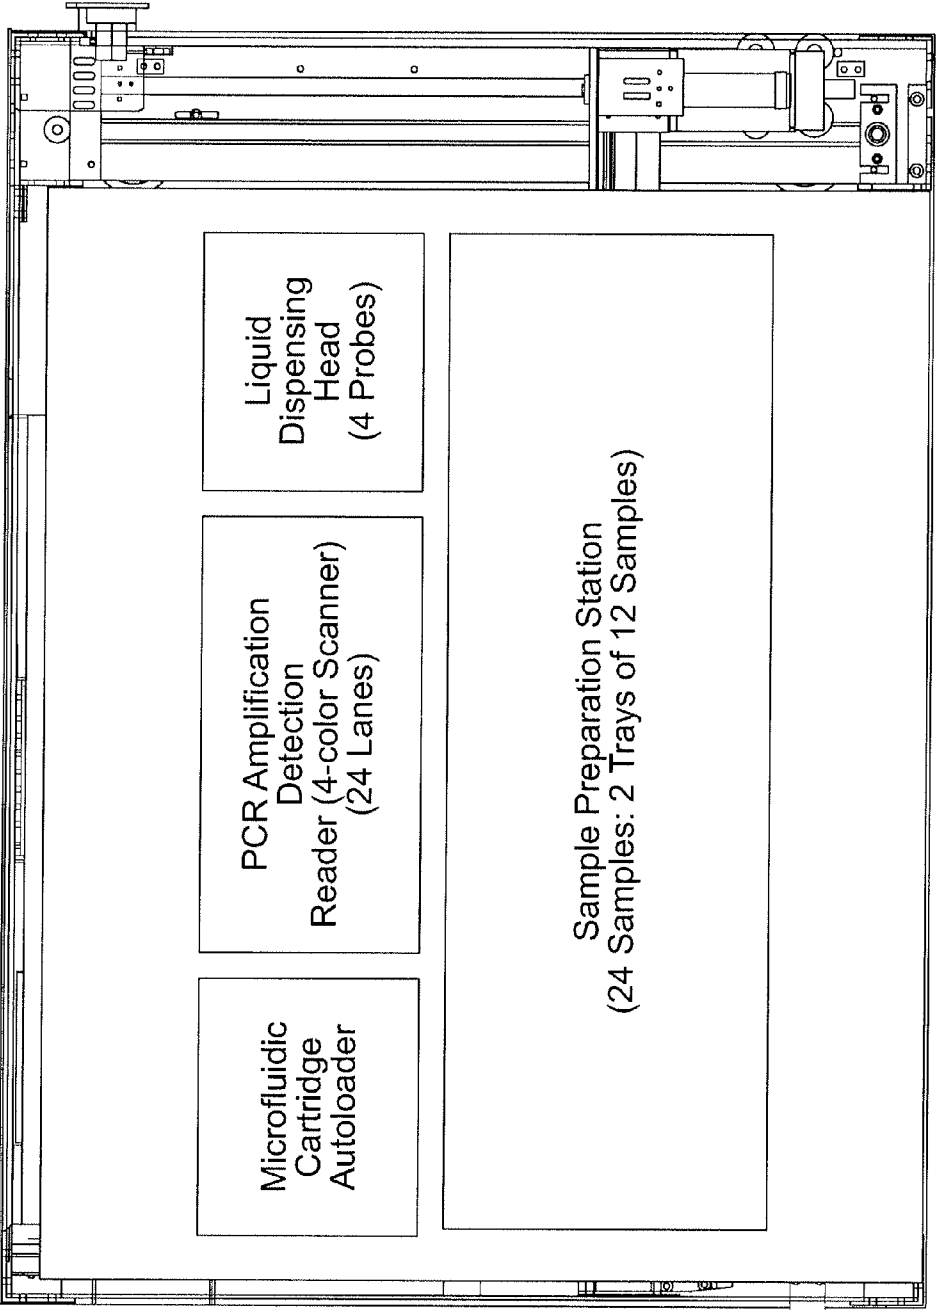 Microfluidic
Cartridge
Autoloader
PCR Amplification
Detection
Reader (4-color Scanner)
(24 Lanes)
Liquid
Dispensing
Head
(4 Probes)
Sample Preparation Station
(24 Samples: 2 Trays of 12 Samples)